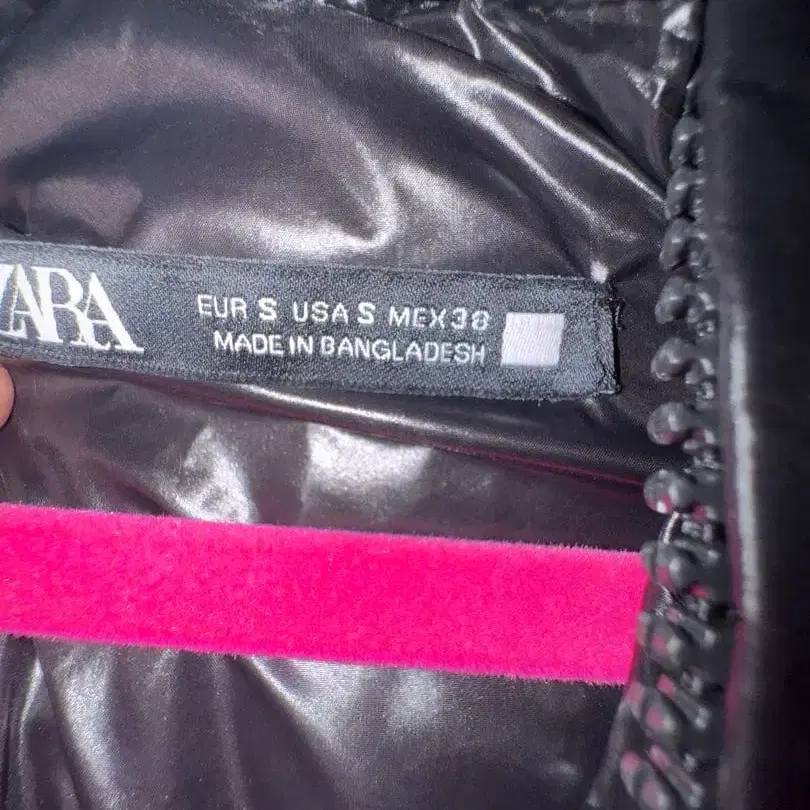 ZARA
EUR S USA S MEX 38
MADE IN BANGLADESH